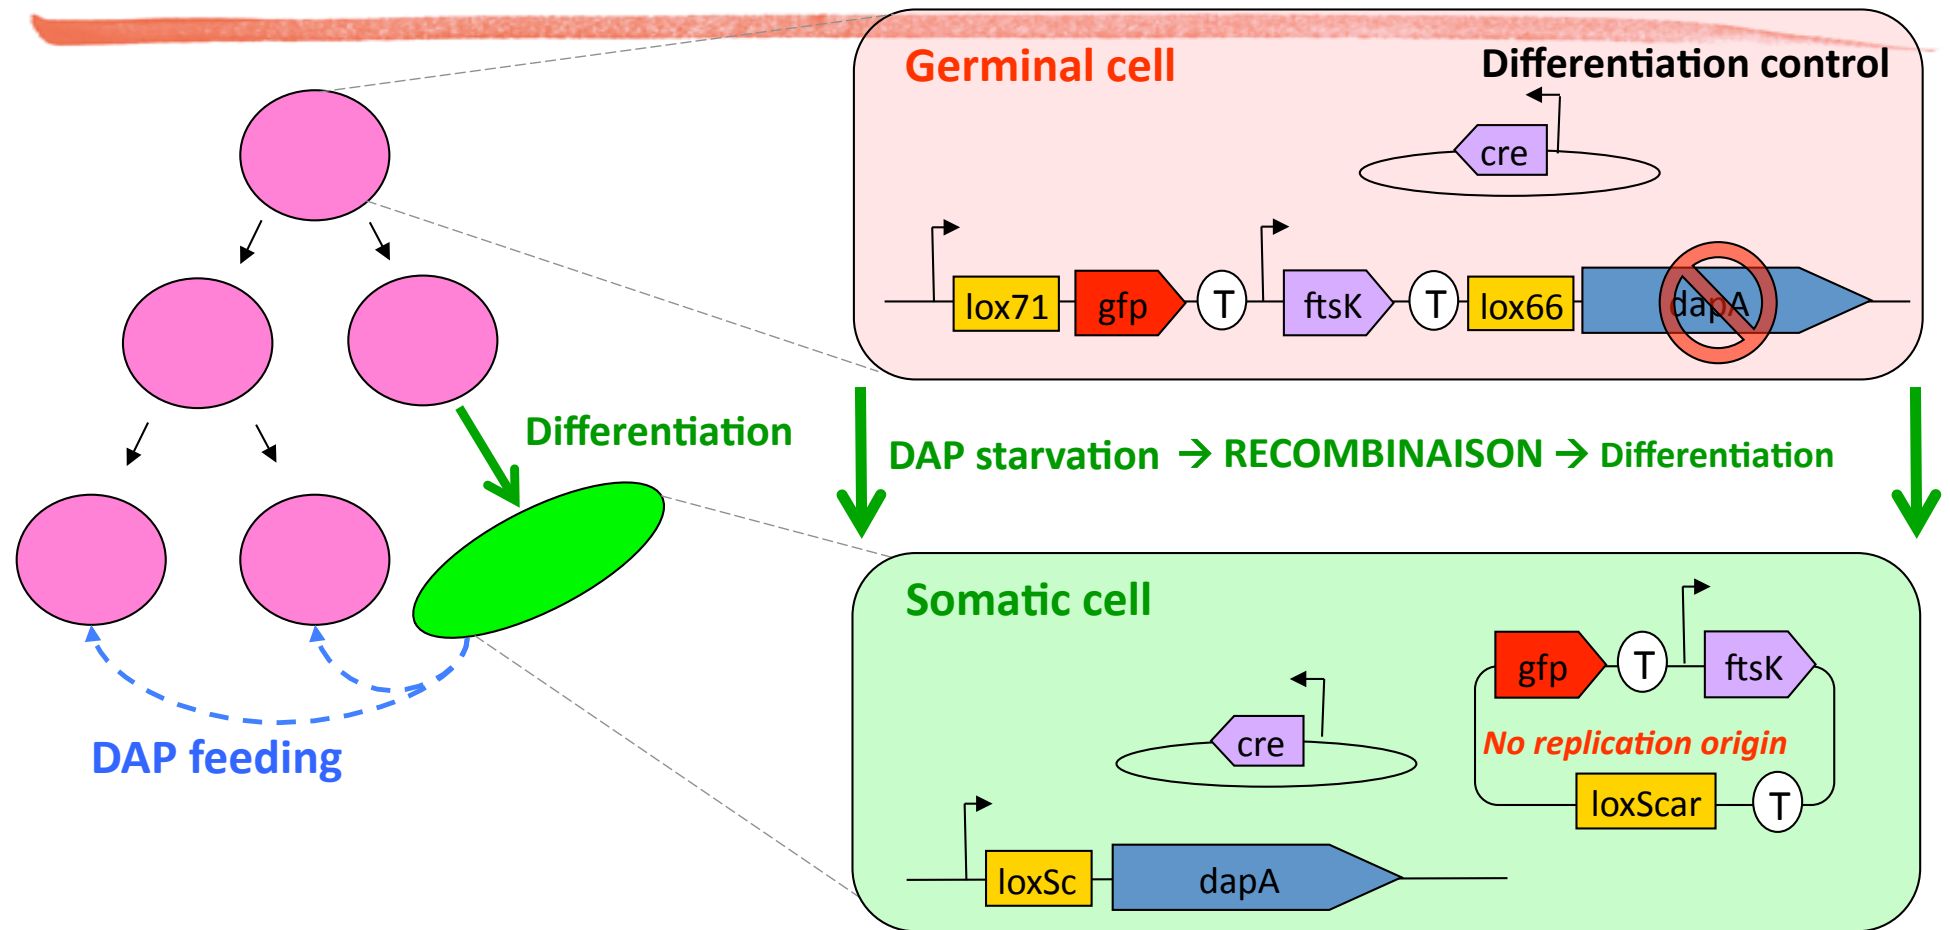 Germinal cell
Differentiation control
cre
lox71 gfp T ftsK T lox66 dapA
Differentiation
DAP starvation → RECOMBINAISON → Differentiation
Somatic cell
gfp T ftsK
cre
No replication origin
DAP feeding
loxScar T
loxSc dapA